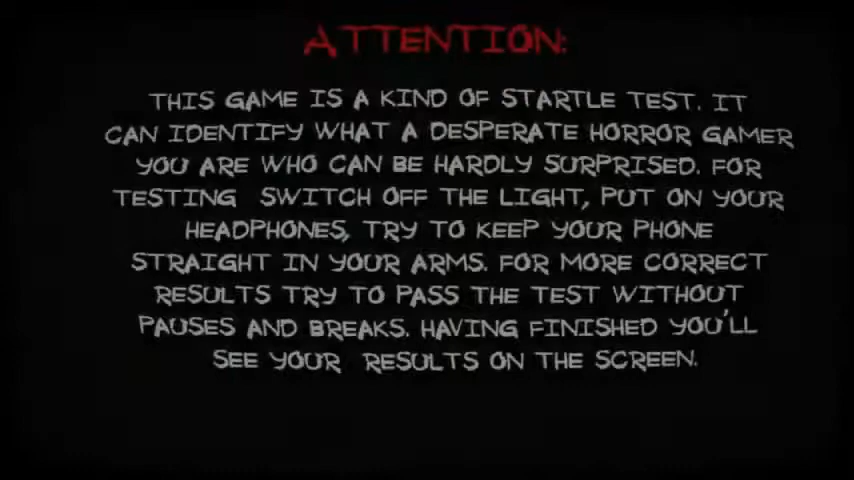 ATTENTION:
THIS GAME IS A KIND OF STARTLE TEST. IT
CAN IDENTIFY WHAT A DESPERATE HORROR GAMER
YOU ARE WHO CAN BE HARDLY SURPRISED. FOR
TESTING SWITCH OFF THE LIGHT, PUT ON YOUR
HEADPHONES, TRY TO KEEP YOUR PHONE
STRAIGHT IN YOUR ARMS. FOR MORE CORRECT
RESULTS TRY TO PASS THE TEST WITHOUT
PAUSES AND BREAKS. HAVING FINISHED YOU'LL
SEE YOUR RESULTS ON THE SCREEN.